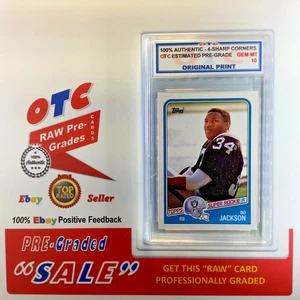 100% AUTHENTIC - 4-SHARP CORNERS
OTC ESTIMATED PRE-GRADE GEM MT
10
ORIGINAL PRINT
OTC
CARDS
RAW Pre-
Grades
100%
Authentic
Ebay TOP RATED Seller
100% Ebay Positive Feedback
PRE-Graded
“SALE”
Topps
34
SUPER ROOKIE
RB
BO
JACKSON
GET THIS "RAW" CARD
PROFESSIONALLY GRADED